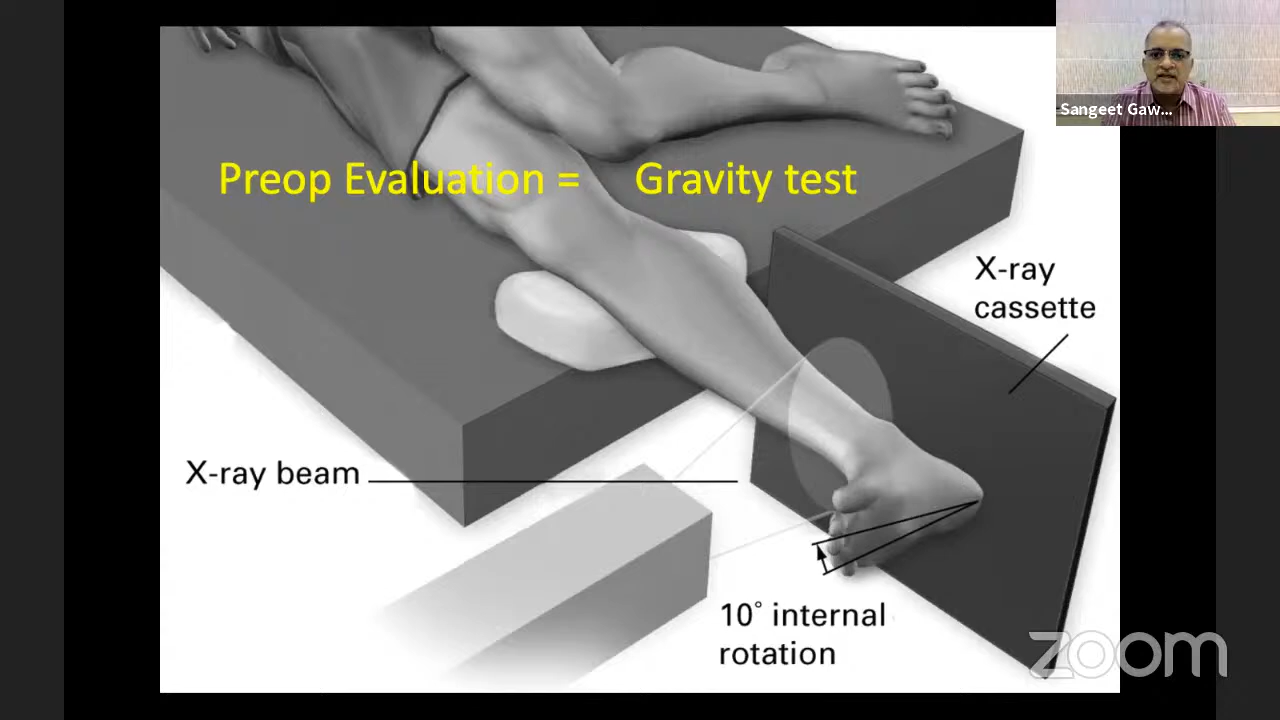 Sangeet Gaw...
Preop Evaluation = Gravity test
X-ray
cassette
X-ray beam
10° internal
rotation
zoom